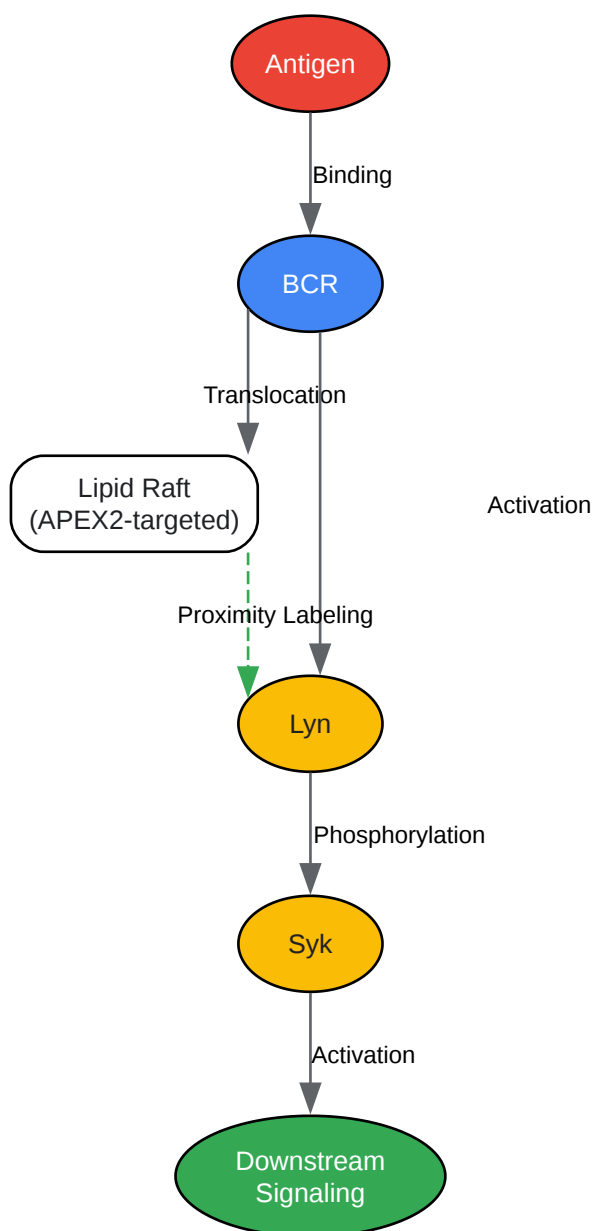 Antigen
Binding
BCR
Translocation
Lipid Raft
(APEX2-targeted)
Activation
Proximity Labeling
Lyn
Phosphorylation
Syk
Activation
Downstream
Signaling